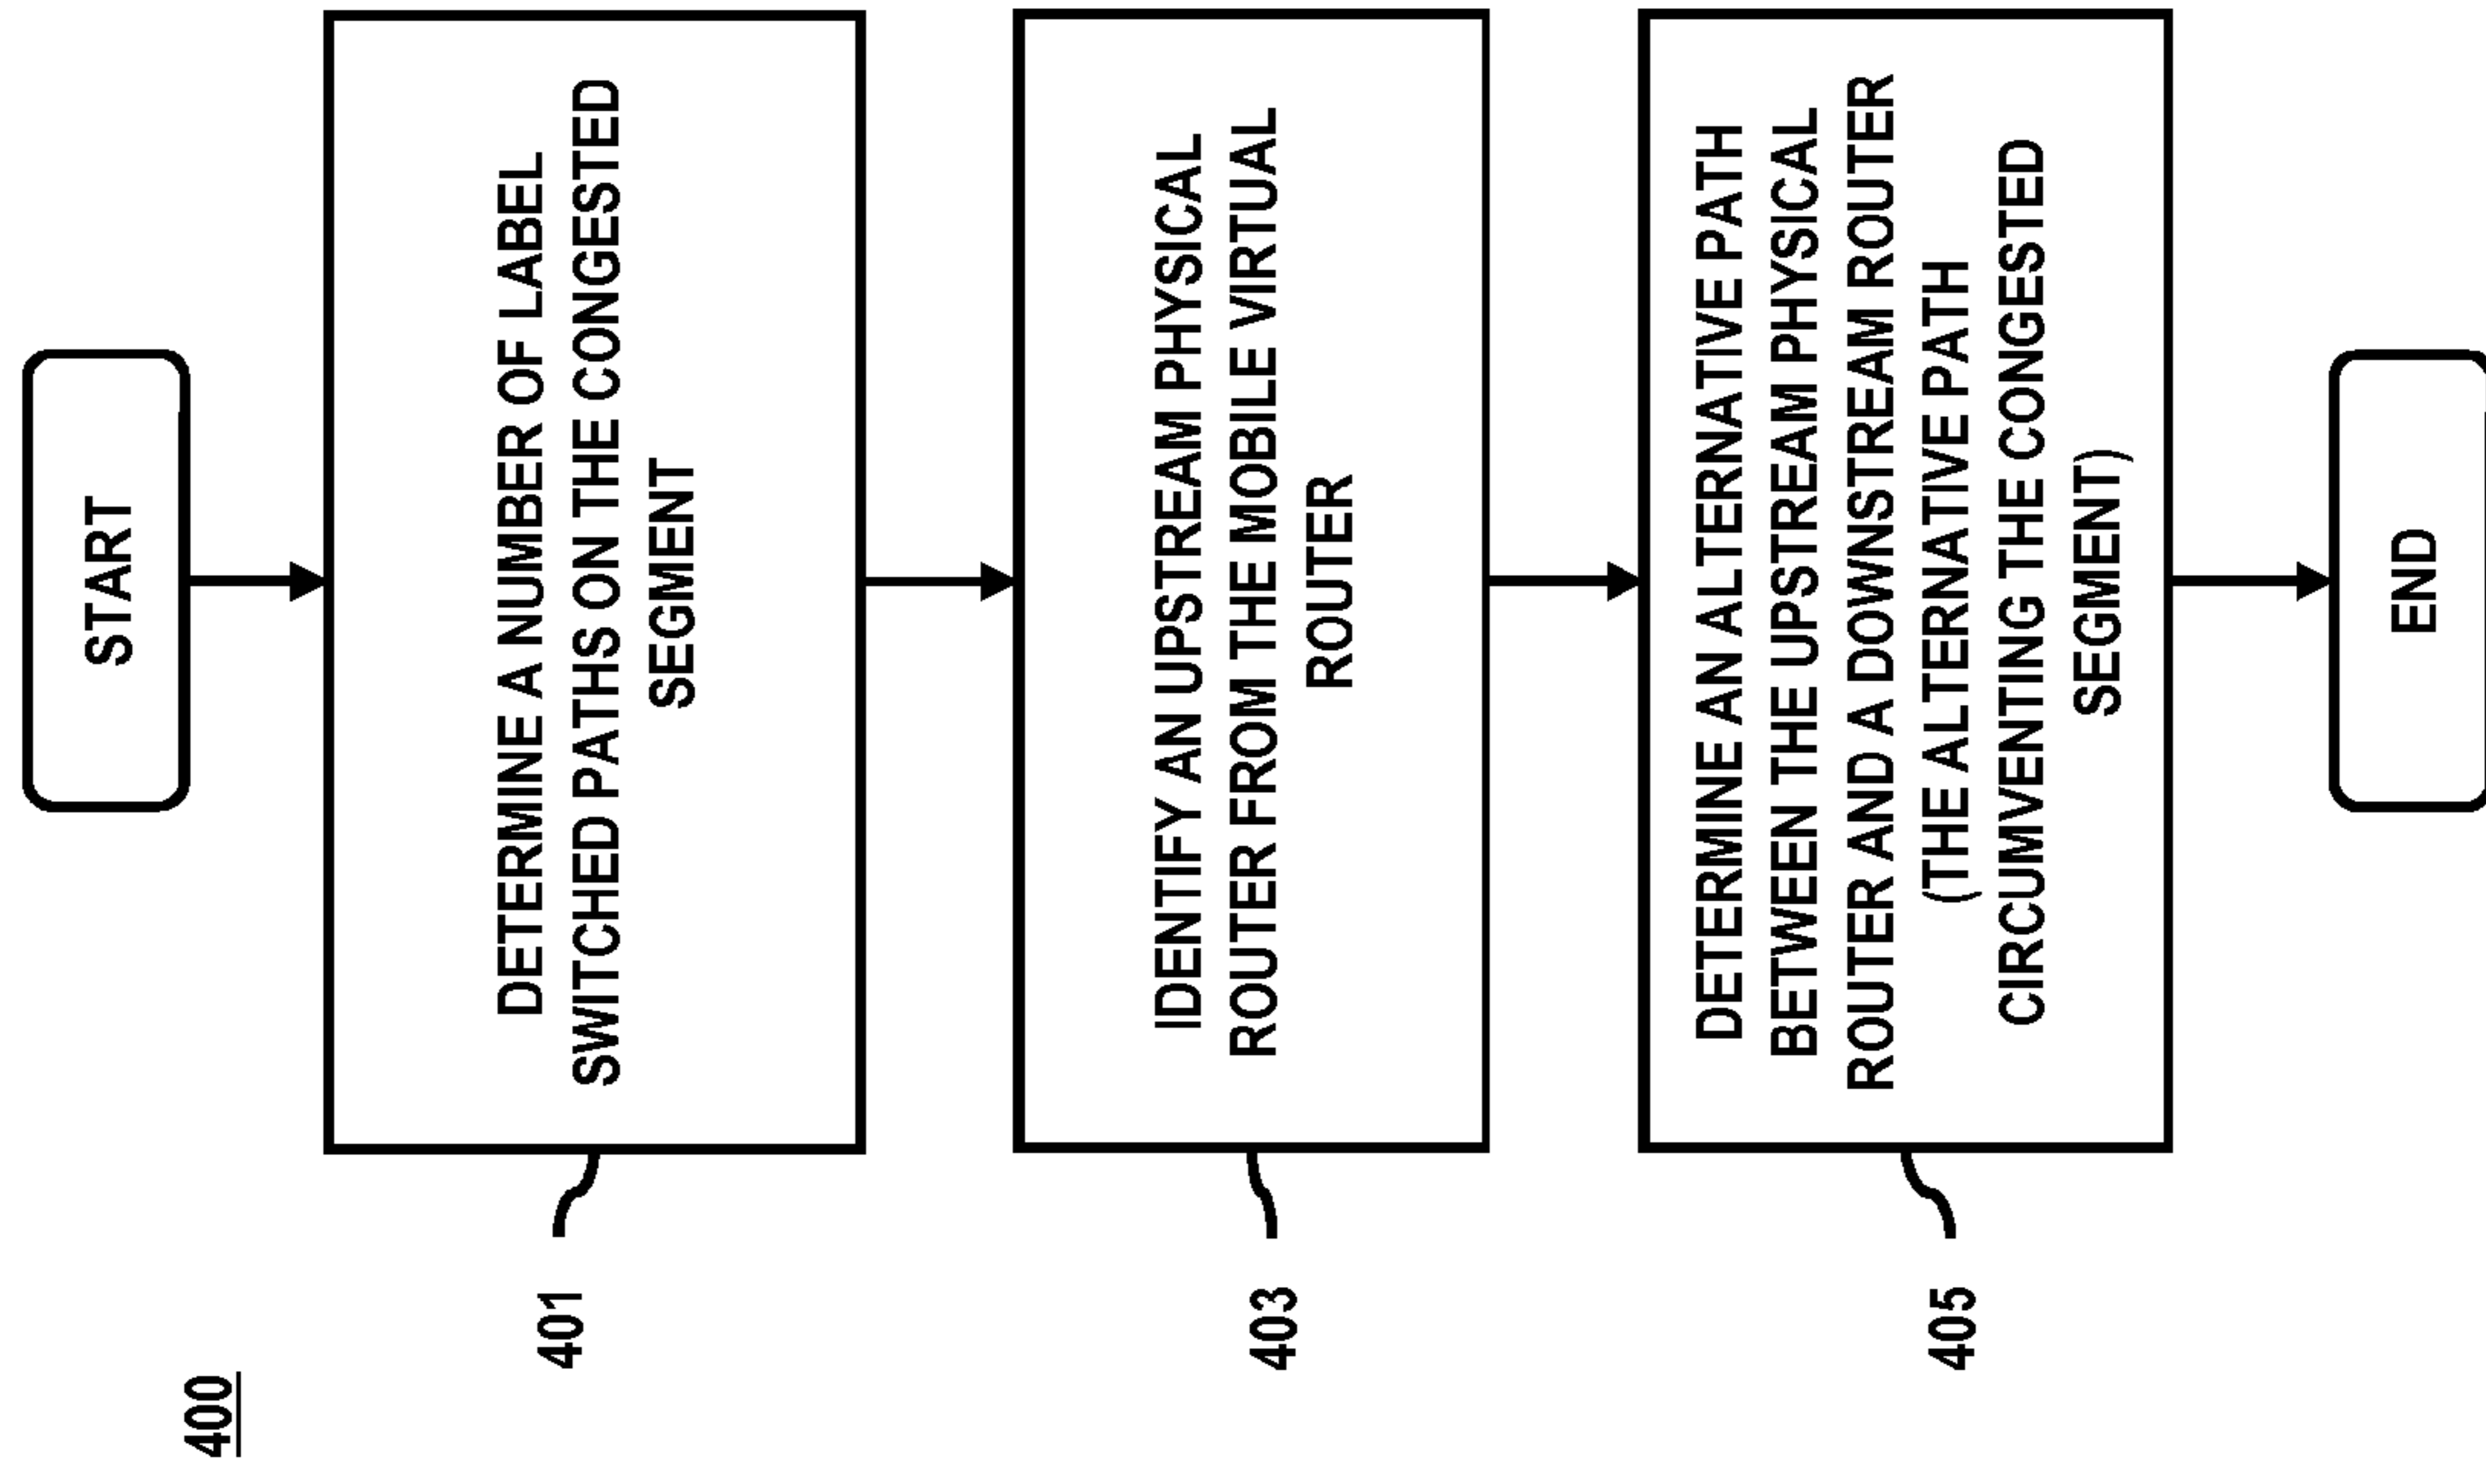 400
START
401
DETERMINE A NUMBER OF LABEL
SWITCHED PATHS ON THE CONGESTED
SEGMENT
403
IDENTIFY AN UPSTREAM PHYSICAL
ROUTER FROM THE MOBILE VIRTUAL
ROUTER
405
DETERMINE AN ALTERNATIVE PATH
BETWEEN THE UPSTREAM PHYSICAL
ROUTER AND A DOWNSTREAM ROUTER
(THE ALTERNATIVE PATH
CIRCUMVENTING THE CONGESTED
SEGMENT)
END